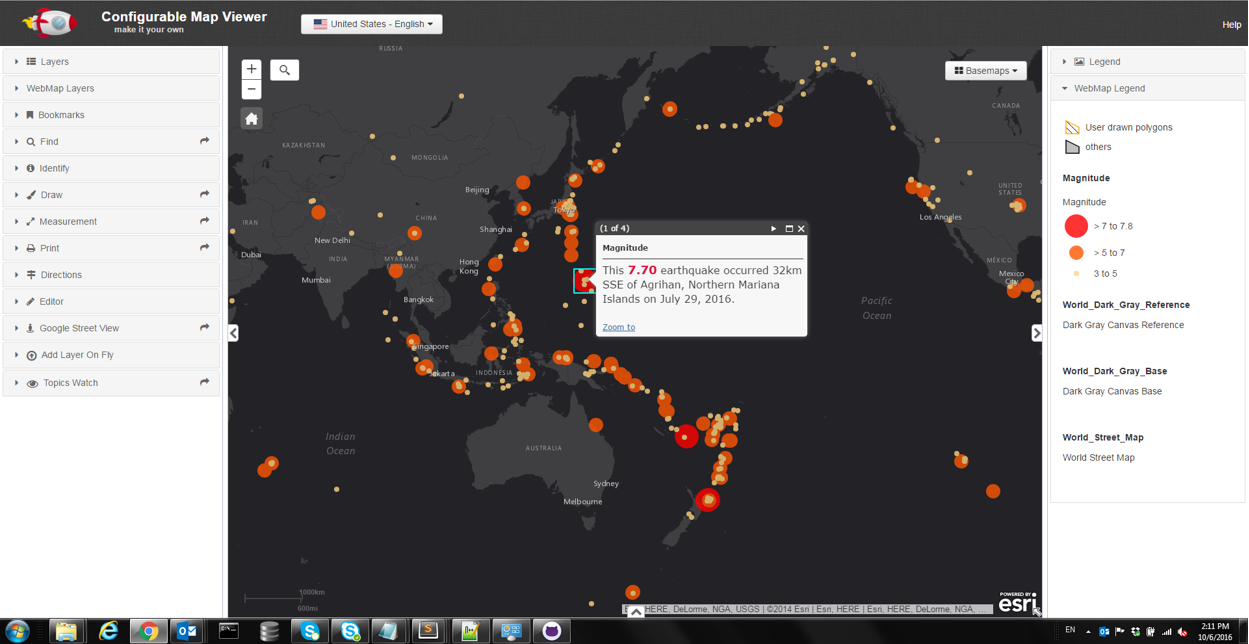 Configurable Map Viewer
make it your own
United States - English
Help
Layers
WebMap Layers
Bookmarks
Find
Identify
Draw
Measurement
Print
Directions
Editor
Google Street View
Add Layer On Fly
Topics Watch
+
−
Basemaps
RUSSIA
CANADA
KAZAKHSTAN
MONGOLIA
Beijing
UNITED
STATES
IRAN
CHINA
Los Angeles
Shanghai
New Delhi
Dubai
INDIA
Hong
Kong
MÉXICO
Mexico
City
Mumbai
Bangkok
Pacific
Ocean
INDONESIA
Indian
Ocean
AUSTRALIA
Sydney
Melbourne
(1 of 4)
Magnitude
This 7.70 earthquake occurred 32km
SSE of Agrihan, Northern Mariana
Islands on July 29, 2016.
Zoom to
1000km
600mi
HERE, DeLorme, NGA, USGS | ©2014 Esri | Esri, HERE | Esri, HERE, DeLorme, NGA, ...
POWERED BY
esri
Legend
WebMap Legend
User drawn polygons
others
Magnitude
Magnitude
> 7 to 7.8
> 5 to 7
3 to 5
World_Dark_Gray_Reference
Dark Gray Canvas Reference
World_Dark_Gray_Base
Dark Gray Canvas Base
World_Street_Map
World Street Map
EN
2:11 PM
10/6/2016